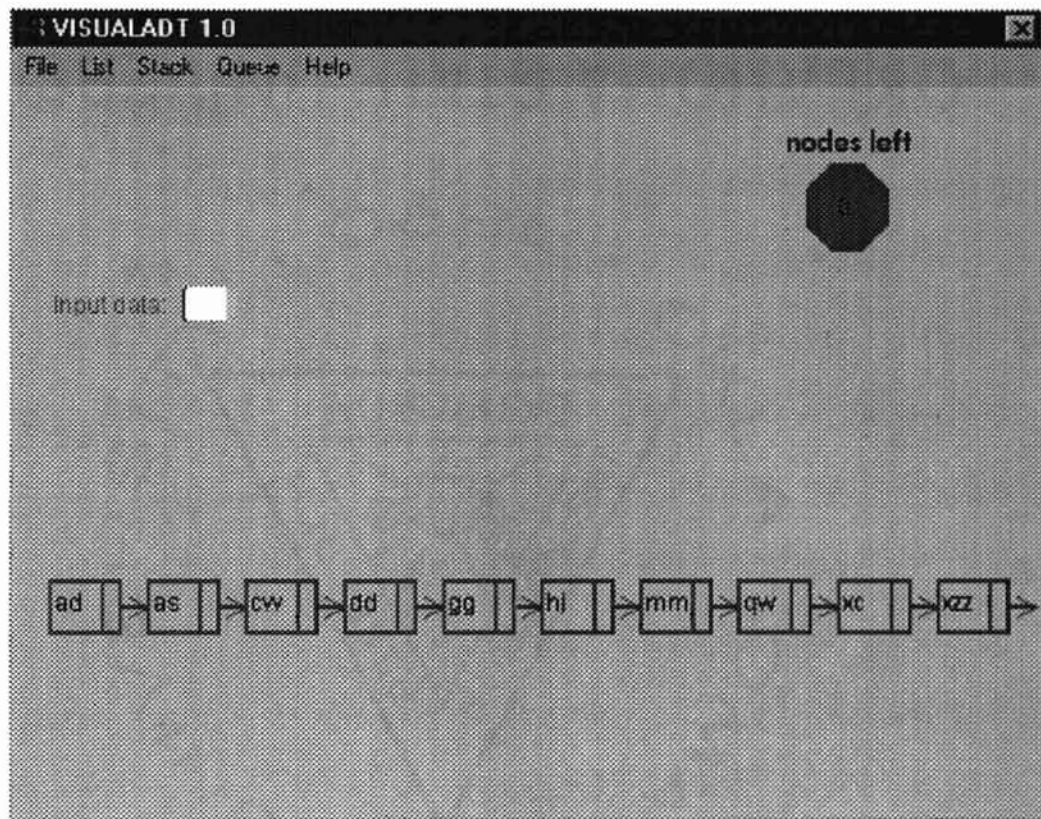 VISUALADT 1.0
File List Stack Queue Help
nodes left
Input data:
ad as cw dd gg hi mm qw xc xzz